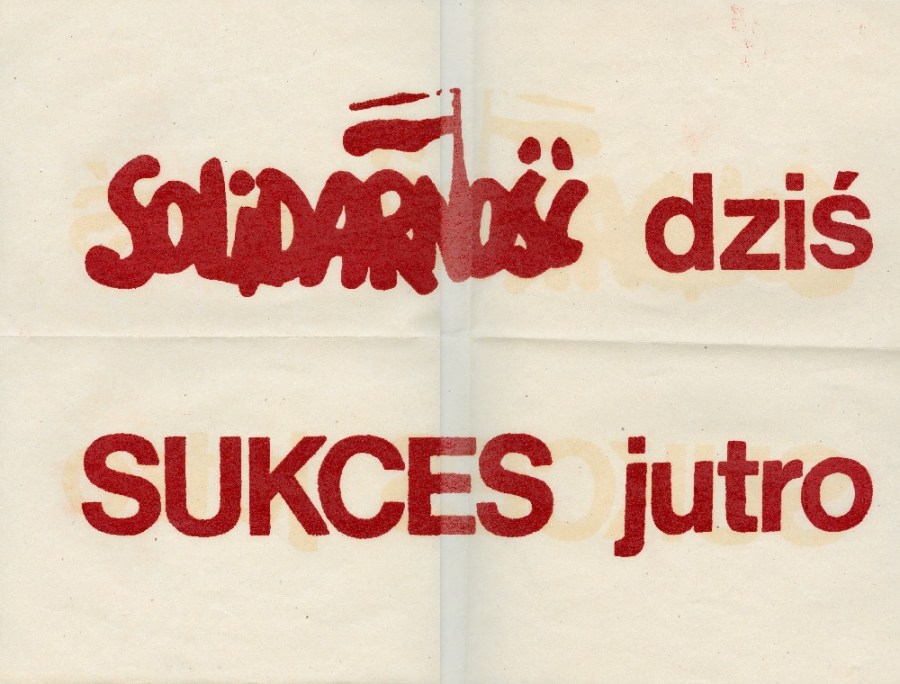 SOLiDARNOŚĆ dziś
SUKCES jutro